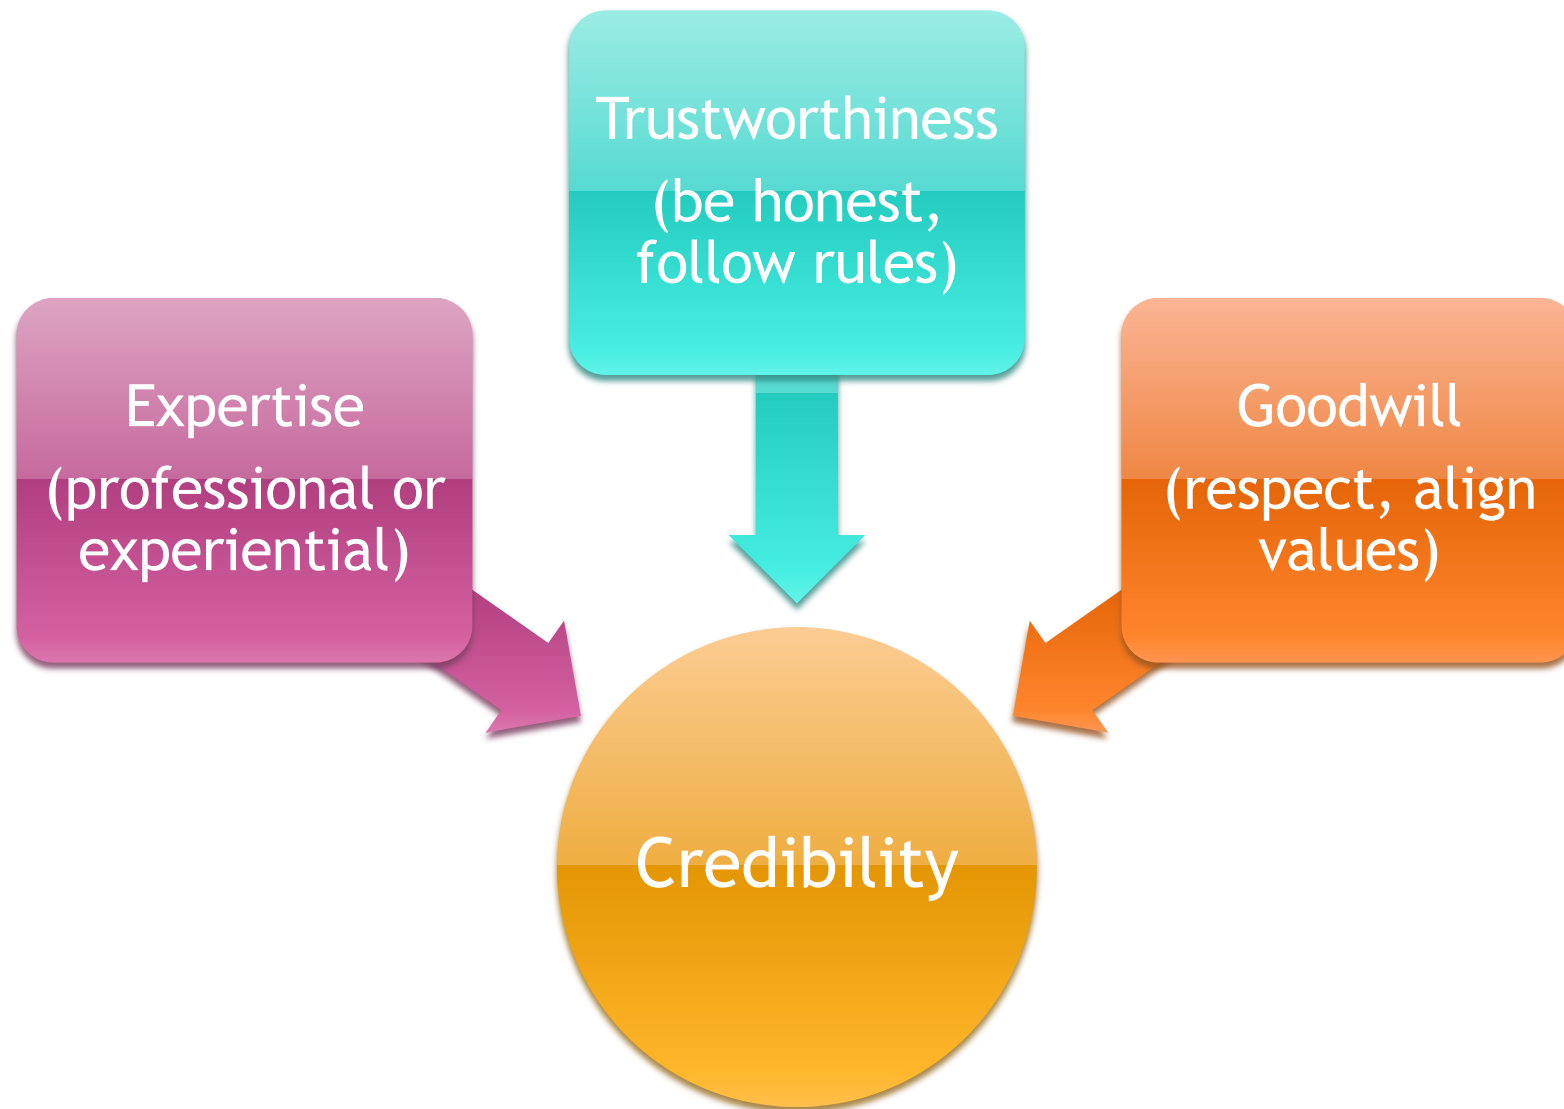 Trustworthiness
(be honest,
follow rules)
Expertise
(professional or
experiential)
Goodwill
(respect, align
values)
Credibility